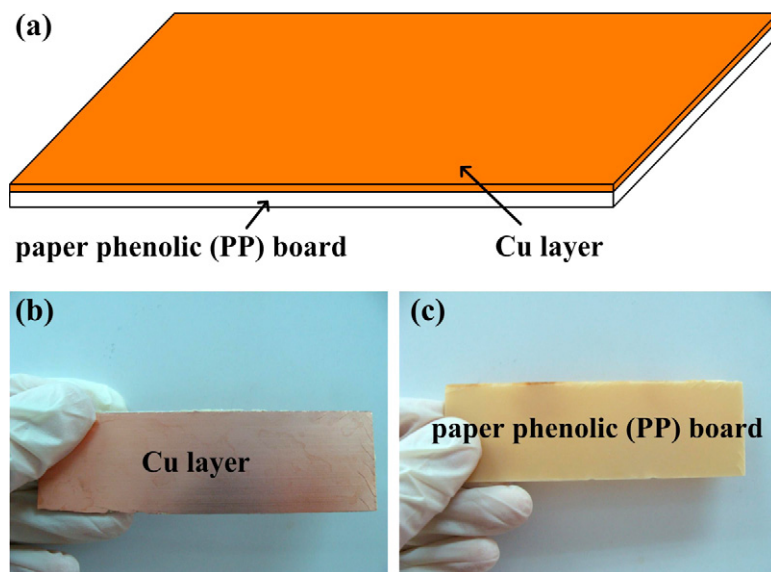 (a)
paper phenolic (PP) board
Cu layer
(b)
Cu layer
(c)
paper phenolic (PP) board